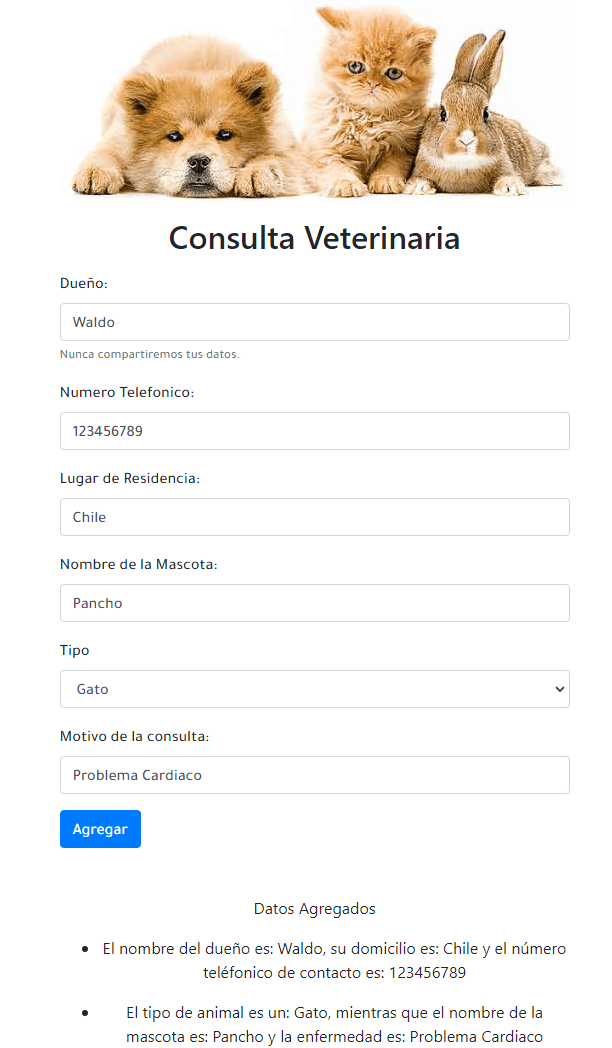 Consulta Veterinaria
Dueño:
Waldo
Nunca compartiremos tus datos.
Numero Telefonico:
123456789
Lugar de Residencia:
Chile
Nombre de la Mascota:
Pancho
Tipo
Gato
Motivo de la consulta:
Problema Cardiaco
Agregar
Datos Agregados
El nombre del dueño es: Waldo, su domicilio es: Chile y el número
teléfonico de contacto es: 123456789
El tipo de animal es un: Gato, mientras que el nombre de la
mascota es: Pancho y la enfermedad es: Problema Cardiaco